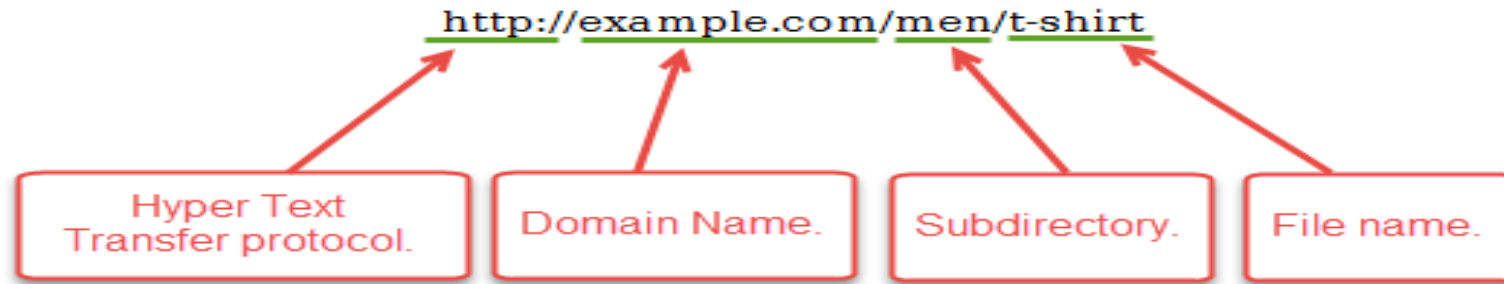 http://example.com/men/t-shirt
Hyper Text
Transfer protocol.
Domain Name.
Subdirectory.
File name.